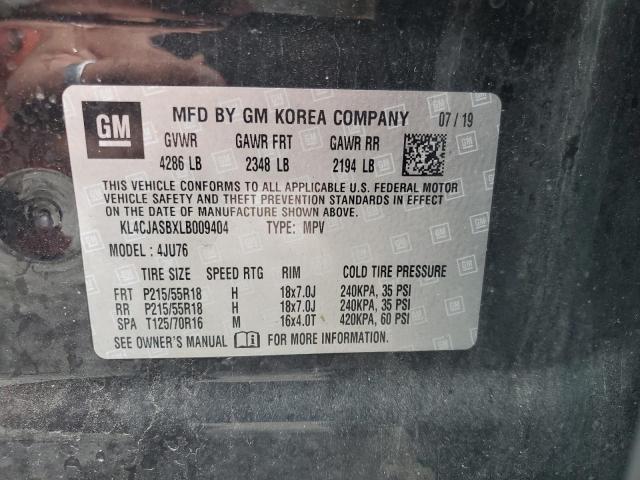 GM
MFD BY GM KOREA COMPANY 07/19
GVWR GAWR FRT GAWR RR
4286 LB 2348 LB 2194 LB
THIS VEHICLE CONFORMS TO ALL APPLICABLE U.S. FEDERAL MOTOR
VEHICLE SAFETY AND THEFT PREVENTION STANDARDS IN EFFECT
ON THE DATE OF MANUFACTURE SHOWN ABOVE.
KL4CJASBXLB009404 TYPE: MPV
MODEL : 4JU76
TIRE SIZE SPEED RTG RIM COLD TIRE PRESSURE
FRT P215/55R18 H 18x7.0J 240KPA, 35 PSI
RR P215/55R18 H 18x7.0J 240KPA, 35 PSI
SPA T125/70R16 M 16x4.0T 420KPA, 60 PSI
SEE OWNER'S MANUAL FOR MORE INFORMATION.